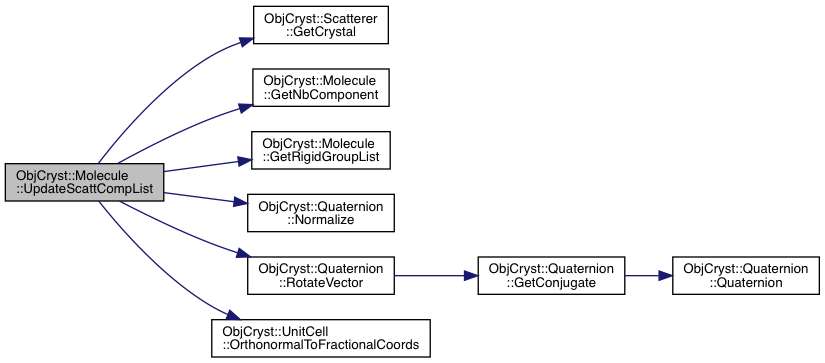 ObjCryst::Scatterer
::GetCrystal
ObjCryst::Molecule
::GetNbComponent
ObjCryst::Molecule
::GetRigidGroupList
ObjCryst::Molecule
::UpdateScattCompList
ObjCryst::Quaternion
::Normalize
ObjCryst::Quaternion
::RotateVector
ObjCryst::Quaternion
::GetConjugate
ObjCryst::Quaternion
::Quaternion
ObjCryst::UnitCell
::OrthonormalToFractionalCoords